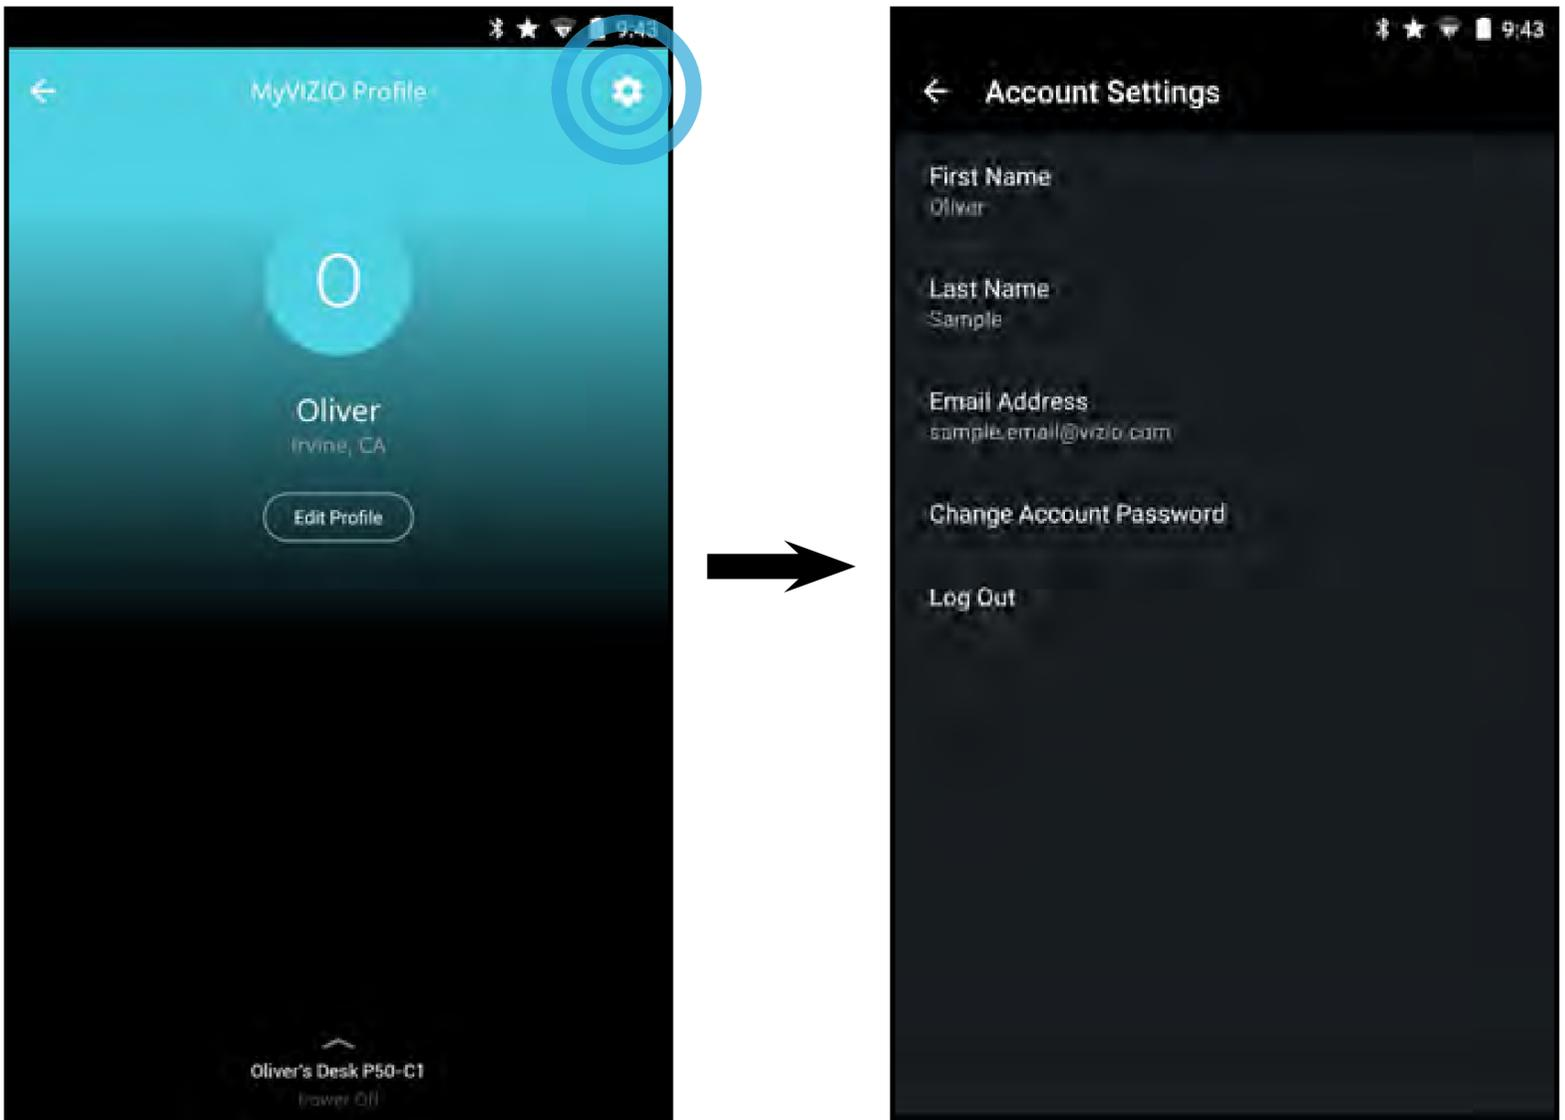 9:43
MyVIZIO Profile
O
Oliver
Irvine, CA
Edit Profile
Oliver's Desk P50-C1
Power Off
9:43
Account Settings
First Name
Oliver
Last Name
Sample
Email Address
sample.email@vizio.com
Change Account Password
Log Out